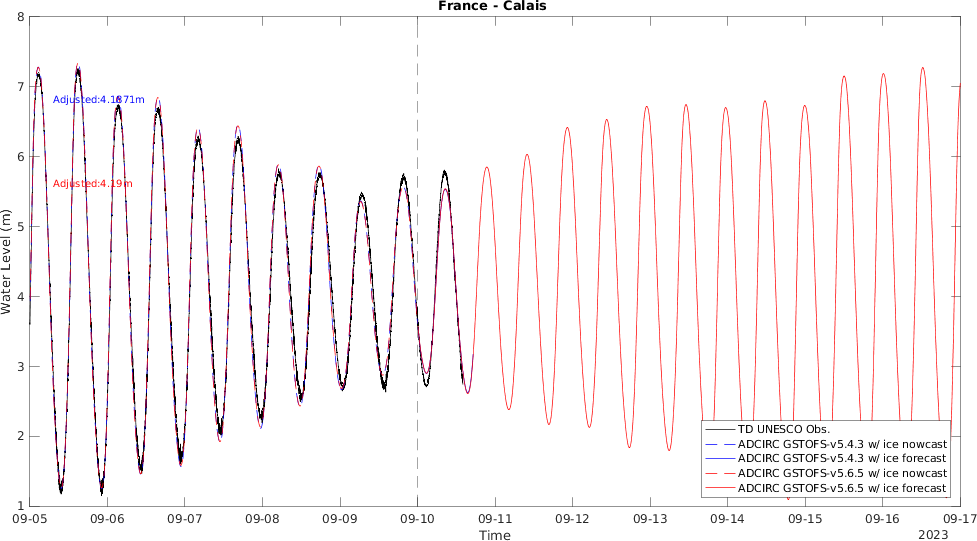 France - Calais
8
7
6
5
4
3
2
1
Water Level (m)
Adjusted:4.1871m
Adjusted:4.19m
TD UNESCO Obs.
ADCIRC GSTOFS-v5.4.3 w/ ice nowcast
ADCIRC GSTOFS-v5.4.3 w/ ice forecast
ADCIRC GSTOFS-v5.6.5 w/ ice nowcast
ADCIRC GSTOFS-v5.6.5 w/ ice forecast
09-05 09-06 09-07 09-08 09-09 09-10 09-11 09-12 09-13 09-14 09-15 09-16 09-17
Time
2023